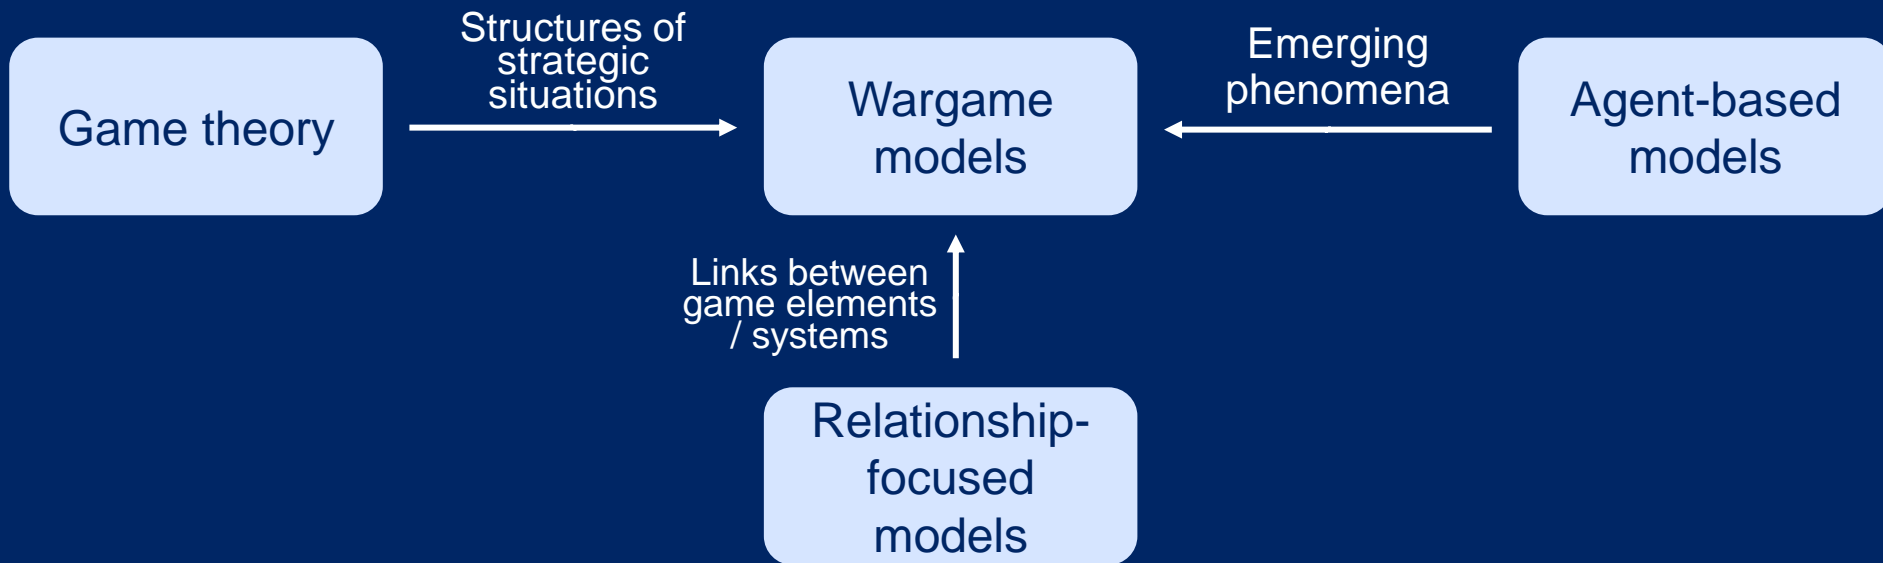 Game theory
Structures of
strategic
situations
Wargame
models
Emerging
phenomena
Agent-based
models
Links between
game elements
/ systems
Relationship-
focused
models